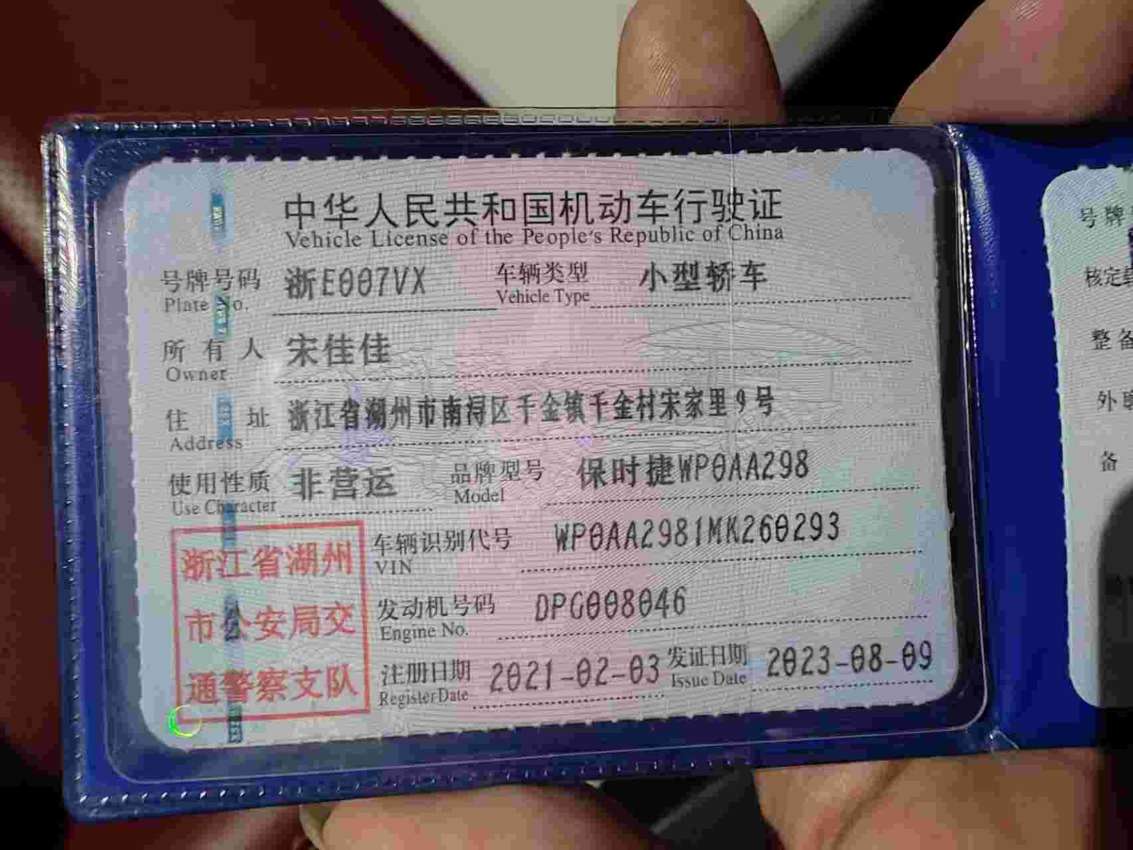 中华人民共和国机动车行驶证
Vehicle License of the People's Republic of China
号牌号码 浙E007VX 车辆类型 小型轿车
Plate No. Vehicle Type
所有人 宋佳佳
Owner
住址 浙江省湖州市南浔区千金镇千金村宋家里9号
Address
使用性质 非营运 品牌型号 保时捷WP0AA298
Use Character Model
车辆识别代号 WP0AA2981MK260293
VIN
发动机号码 DPG008046
Engine No.
注册日期 2021-02-03 发证日期 2023-08-09
Register Date Issue Date
浙江省湖州
市公安局交
通警察支队
号牌
核定
整备
外
备